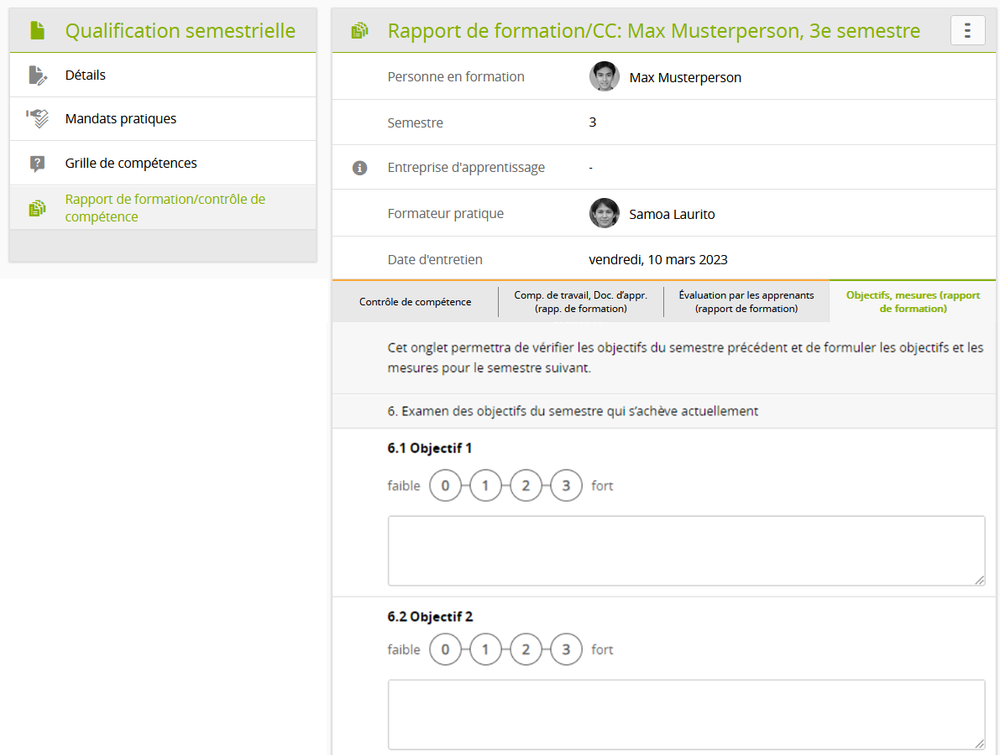 Qualification semestrielle
Détails
Mandats pratiques
Grille de compétences
Rapport de formation/contrôle de
compétence
Rapport de formation/CC: Max Musterperson, 3e semestre
Personne en formation
Max Musterperson
Semestre
3
Entreprise d'apprentissage
-
Formateur pratique
Samoa Laurito
Date d'entretien
vendredi, 10 mars 2023
Contrôle de compétence
Comp. de travail, Doc. d’appr.
(rapp. de formation)
Évaluation par les apprenants
(rapport de formation)
Objectifs, mesures (rapport
de formation)
Cet onglet permettra de vérifier les objectifs du semestre précédent et de formuler les objectifs et les
mesures pour le semestre suivant.
6. Examen des objectifs du semestre qui s’achève actuellement
6.1 Objectif 1
faible 0 1 2 3 fort
6.2 Objectif 2
faible 0 1 2 3 fort